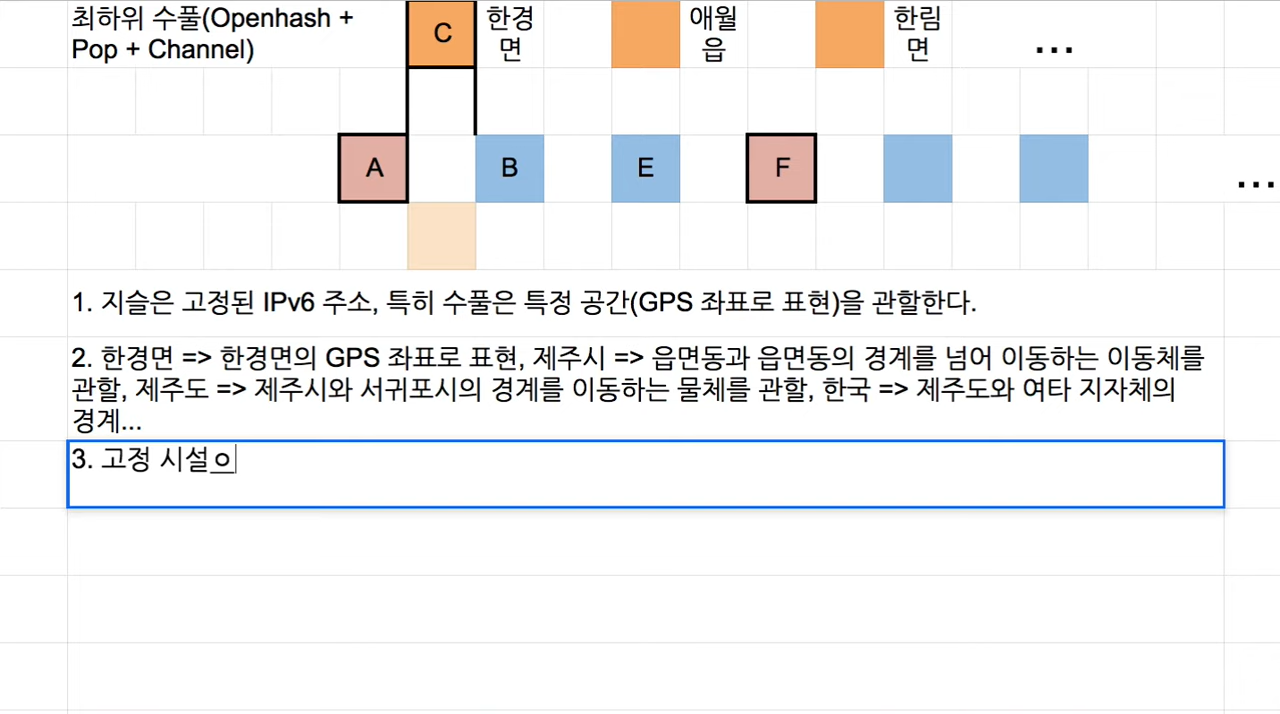 최하위 수풀(Openhash +
Pop + Channel)
C
한경
면
애월
읍
한림
면
...
A
B
E
F
...
1. 지슬은 고정된 IPv6 주소, 특히 수풀은 특정 공간(GPS 좌표로 표현)을 관할한다.
2. 한경면 => 한경면의 GPS 좌표로 표현, 제주시 => 읍면동과 읍면동의 경계를 넘어 이동하는 이동체를
관할, 제주도 => 제주시와 서귀포시의 경계를 이동하는 물체를 관할, 한국 => 제주도와 여타 지자체의
경계...
3. 고정 시설ㅇ